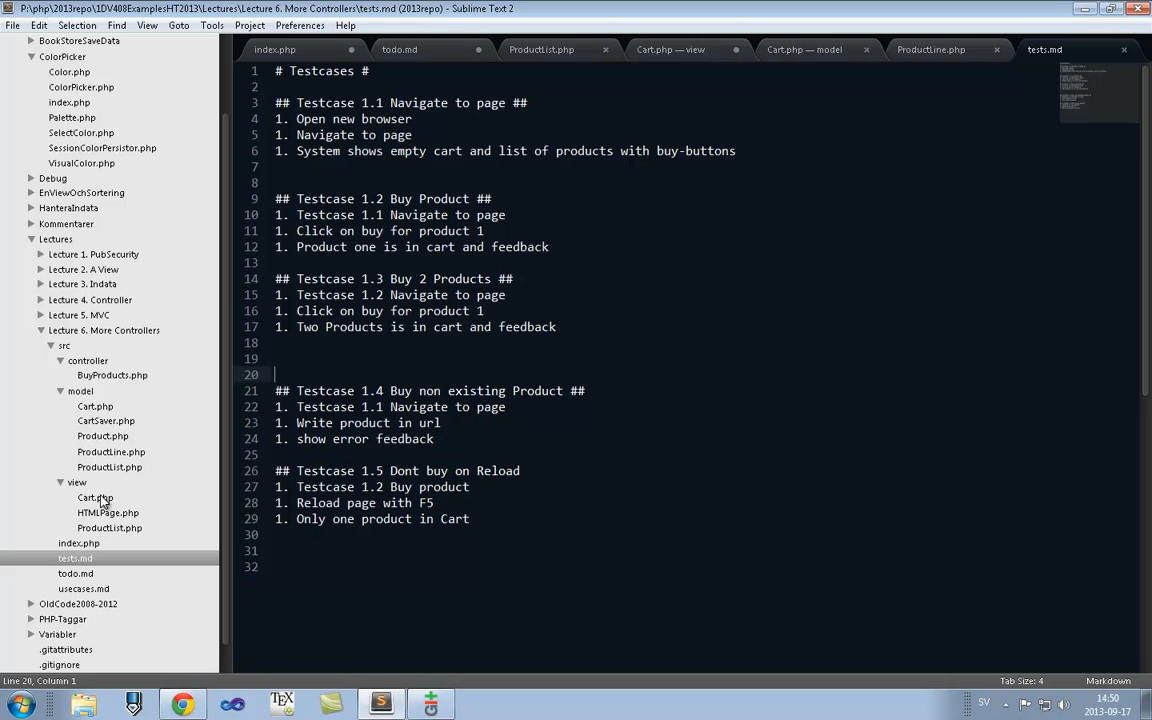 P:\php\2013repo\1DV408ExamplesHT2013\Lectures\Lecture 6. More Controllers\tests.md (2013repo) - Sublime Text 2
File Edit Selection Find View Goto Tools Project Preferences Help
BookStoreSaveData
ColorPicker
Color.php
ColorPicker.php
index.php
Palette.php
SelectColor.php
SessionColorPersistor.php
VisualColor.php
Debug
EnViewOchSortering
HanteraIndata
Kommentarer
Lectures
Lecture 1. PubSecurity
Lecture 2. A View
Lecture 3. Indata
Lecture 4. Controller
Lecture 5. MVC
Lecture 6. More Controllers
src
controller
BuyProducts.php
model
Cart.php
CartSaver.php
Product.php
ProductLine.php
ProductList.php
view
Cart.php
HTMLPage.php
ProductList.php
index.php
tests.md
todo.md
usecases.md
OldCode2008-2012
PHP-Taggar
Variabler
.gitattributes
.gitignore
index.php todo.md ProductList.php Cart.php — view Cart.php — model ProductLine.php tests.md
1 # Testcases #
2
3 ## Testcase 1.1 Navigate to page ##
4 1. Open new browser
5 1. Navigate to page
6 1. System shows empty cart and list of products with buy-buttons
7
8
9 ## Testcase 1.2 Buy Product ##
10 1. Testcase 1.1 Navigate to page
11 1. Click on buy for product 1
12 1. Product one is in cart and feedback
13
14 ## Testcase 1.3 Buy 2 Products ##
15 1. Testcase 1.2 Navigate to page
16 1. Click on buy for product 1
17 1. Two Products is in cart and feedback
18
19
20
21 ## Testcase 1.4 Buy non existing Product ##
22 1. Testcase 1.1 Navigate to page
23 1. Write product in url
24 1. show error feedback
25
26 ## Testcase 1.5 Dont buy on Reload
27 1. Testcase 1.2 Buy product
28 1. Reload page with F5
29 1. Only one product in Cart
30
31
32
Line 20, Column 1 Tab Size: 4 Markdown
TEX
SV
14:50
2013-09-17